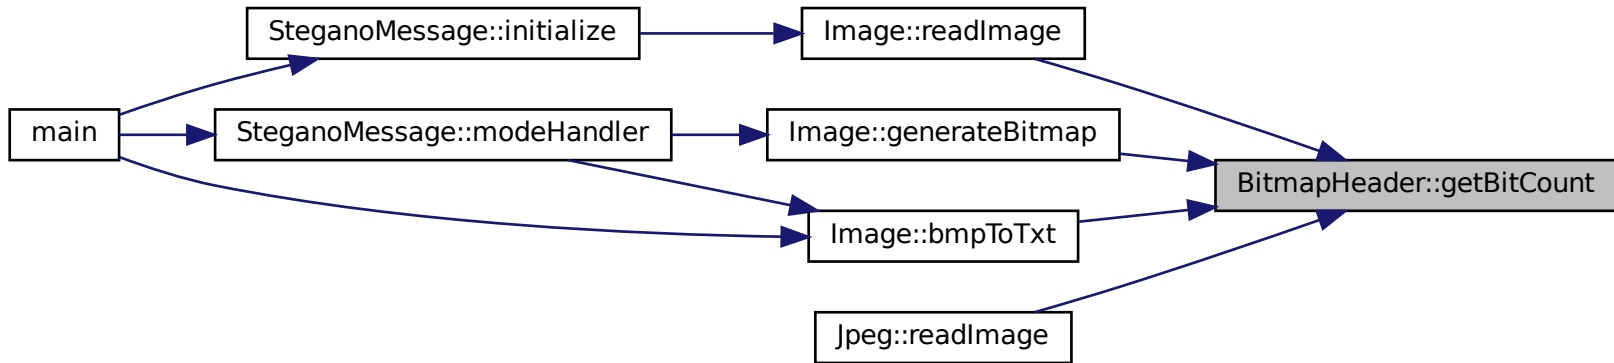 SteganoMessage::initialize
Image::readImage
main
SteganoMessage::modeHandler
Image::generateBitmap
BitmapHeader::getBitCount
Image::bmpToTxt
Jpeg::readImage